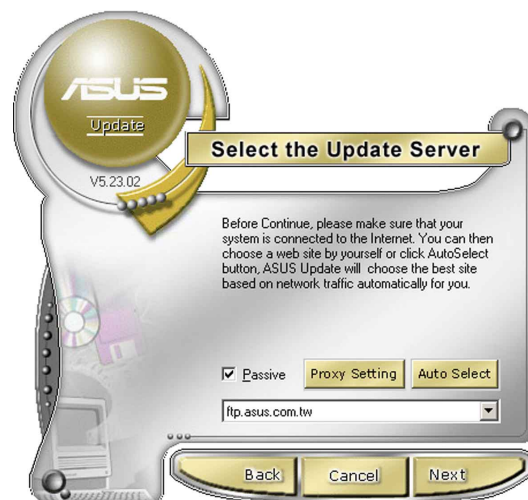 ASUS
Update
V5.23.02
Select the Update Server
Before Continue, please make sure that your
system is connected to the Internet. You can then
choose a web site by yourself or click AutoSelect
button, ASUS Update will choose the best site
based on network traffic automatically for you.
Passive Proxy Setting Auto Select
ftp.asus.com.tw
Back Cancel Next